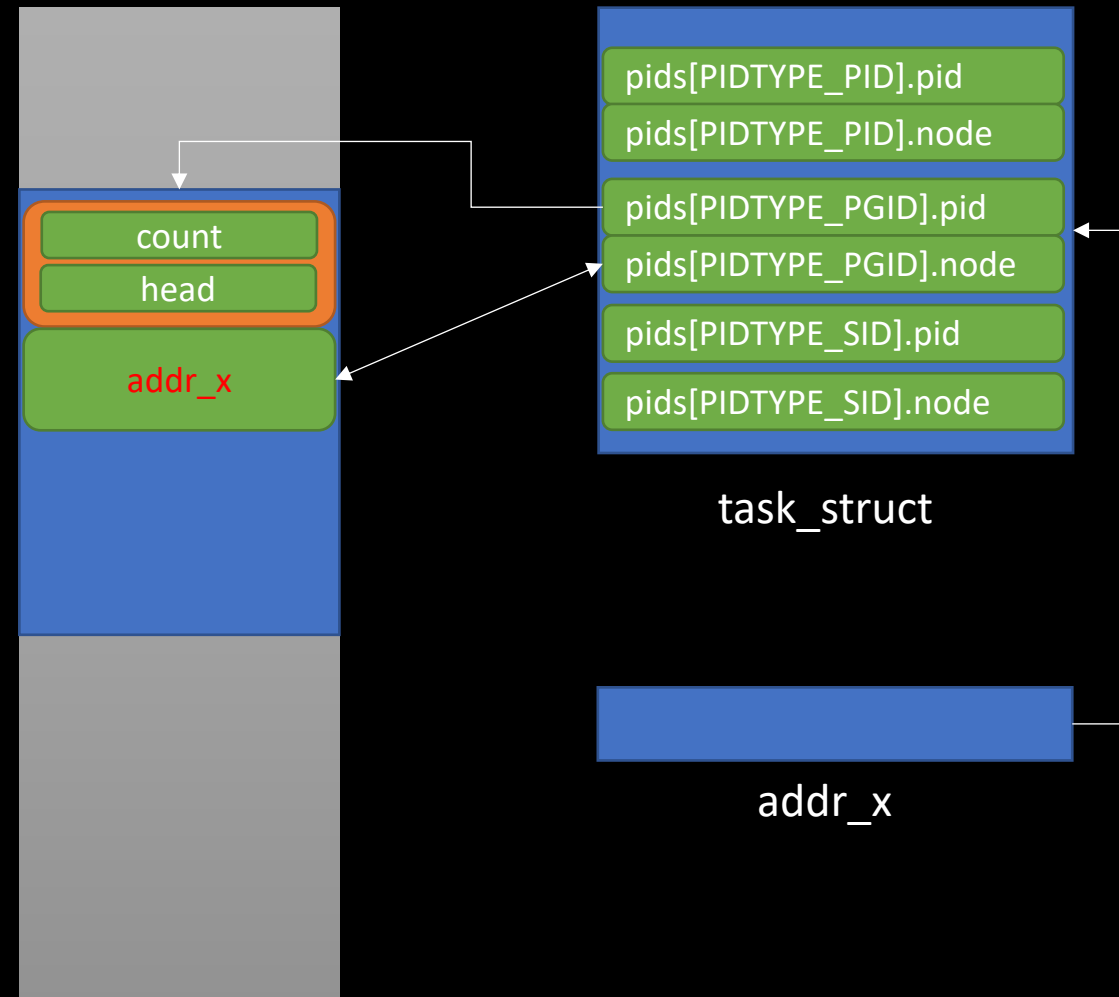 count
head
addr_x
pids[PIDTYPE_PID].pid
pids[PIDTYPE_PID].node
pids[PIDTYPE_PGID].pid
pids[PIDTYPE_PGID].node
pids[PIDTYPE_SID].pid
pids[PIDTYPE_SID].node
task_struct
addr_x